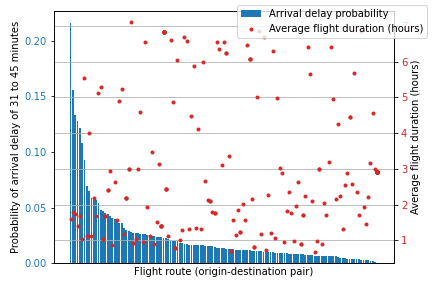 Arrival delay probability
Average flight duration (hours)
Probability of arrival delay of 31 to 45 minutes
0.20
0.15
0.10
0.05
0.00
7
6
5
4
3
2
1
Average flight duration (hours)
Flight route (origin-destination pair)